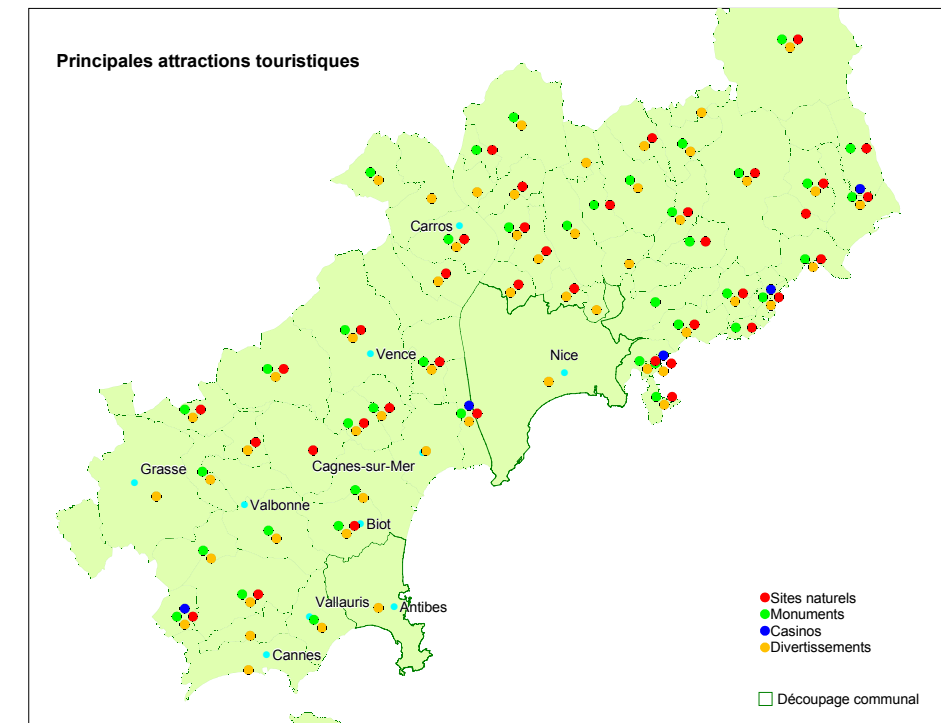 Principales attractions touristiques
Carros
Nice
Vence
Cagnes-sur-Mer
Grasse
Valbonne
Biot
Vallauris
Antibes
Cannes
Sites naturels
Monuments
Casinos
Divertissements
Découpage communal